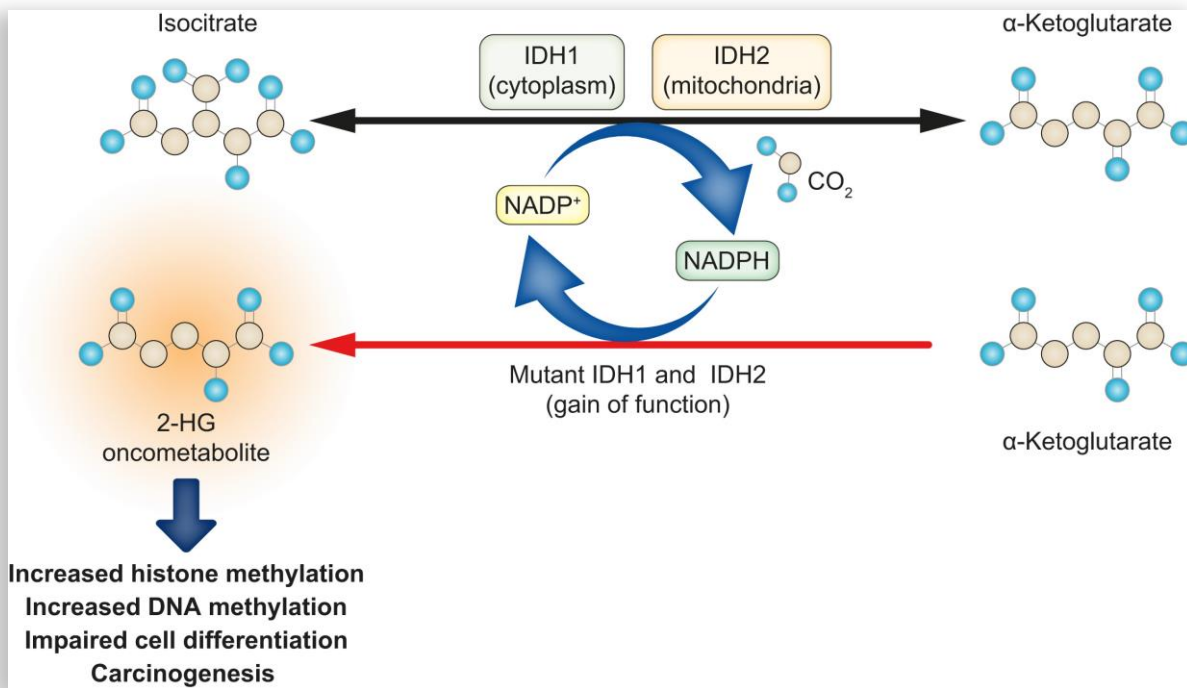 Isocitrate
IDH1
(cytoplasm)
IDH2
(mitochondria)
α-Ketoglutarate
CO₂
NADP⁺
NADPH
Mutant IDH1 and IDH2
(gain of function)
2-HG
oncometabolite
α-Ketoglutarate
Increased histone methylation
Increased DNA methylation
Impaired cell differentiation
Carcinogenesis